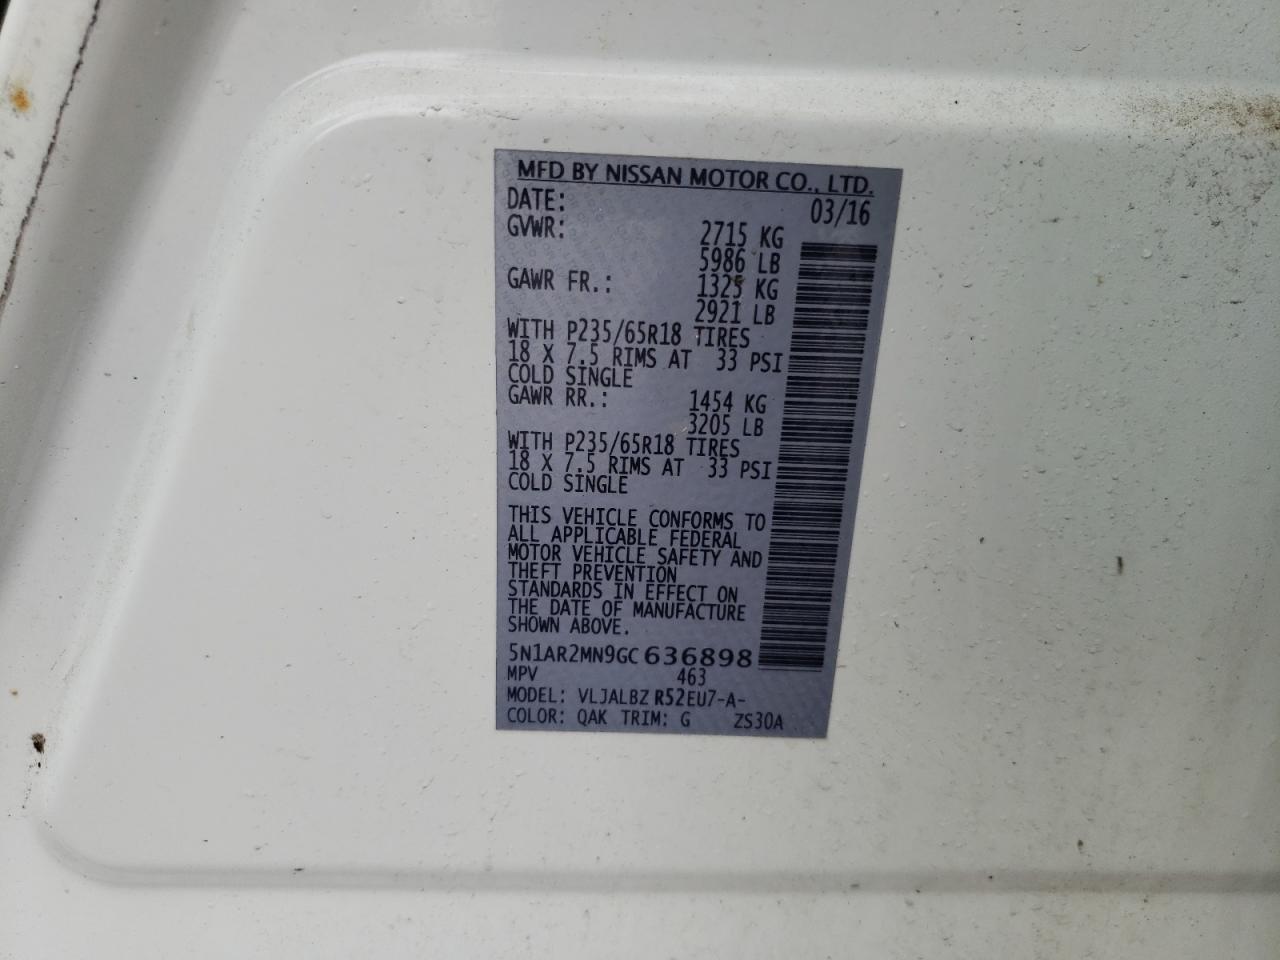 MFD BY NISSAN MOTOR CO., LTD.
DATE: 03/16
GVWR: 2715 KG
5986 LB
GAWR FR.: 1325 KG
2921 LB
WITH P235/65R18 TIRES
18 X 7.5 RIMS AT 33 PSI
COLD SINGLE
GAWR RR.: 1454 KG
3205 LB
WITH P235/65R18 TIRES
18 X 7.5 RIMS AT 33 PSI
COLD SINGLE
THIS VEHICLE CONFORMS TO
ALL APPLICABLE FEDERAL
MOTOR VEHICLE SAFETY AND
THEFT PREVENTION
STANDARDS IN EFFECT ON
THE DATE OF MANUFACTURE
SHOWN ABOVE.
5N1AR2MN9GC636898
MPV 463
MODEL: VLJALBZ R52EU7-A-
COLOR: QAK TRIM: G ZS30A